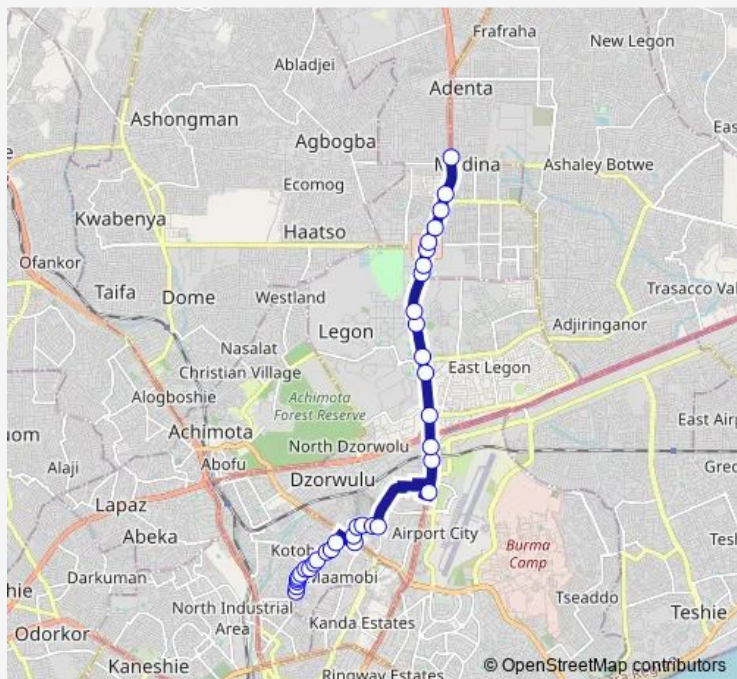 Frafraha
New Legon
Abladjei
Adenta
Ashongman
Agbogba
Ashaley Botwe
Ecomog
Kwabenya
Haatso
Ofankor
Taifa
Dome
Westland
Trasacco Val
Legon
Adjiringanor
Nasalat
Christian Village
East Legon
Alogboshie
Achimota
Forest Reserve
Achimota
East Airp
North Dzorwolu
Alaji
Abofu
Dzorwulu
Lapaz
Abeka
Airport City
Burma
Camp
Darkuman
Maamobi
Tseaddo
North Industrial
Area
Teshie
Kanda Estates
Odorkor
Kaneshie
Ringway Estates
© OpenStreetMap contributors